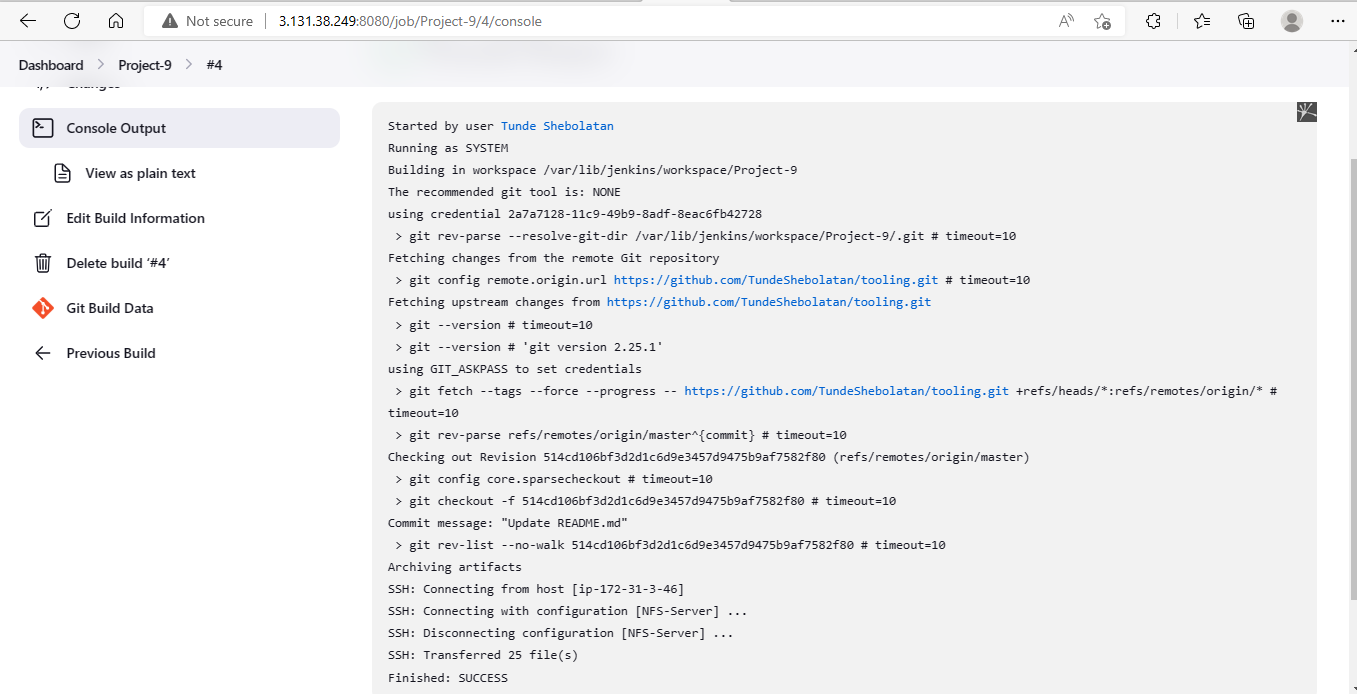 Not secure
3.131.38.249:8080/job/Project-9/4/console
Dashboard
Project-9
#4
Changes
Console Output
View as plain text
Edit Build Information
Delete build ‘#4’
Git Build Data
Previous Build
Started by user Tunde Shebolatan
Running as SYSTEM
Building in workspace /var/lib/jenkins/workspace/Project-9
The recommended git tool is: NONE
using credential 2a7a7128-11c9-49b9-8adf-8eac6fb42728
> git rev-parse --resolve-git-dir /var/lib/jenkins/workspace/Project-9/.git # timeout=10
Fetching changes from the remote Git repository
> git config remote.origin.url https://github.com/TundeShebolatan/tooling.git # timeout=10
Fetching upstream changes from https://github.com/TundeShebolatan/tooling.git
> git --version # timeout=10
> git --version # 'git version 2.25.1'
using GIT_ASKPASS to set credentials
> git fetch --tags --force --progress -- https://github.com/TundeShebolatan/tooling.git +refs/heads/*:refs/remotes/origin/* #
timeout=10
> git rev-parse refs/remotes/origin/master^{commit} # timeout=10
Checking out Revision 514cd106bf3d2d1c6d9e3457d9475b9af7582f80 (refs/remotes/origin/master)
> git config core.sparsecheckout # timeout=10
> git checkout -f 514cd106bf3d2d1c6d9e3457d9475b9af7582f80 # timeout=10
Commit message: "Update README.md"
> git rev-list --no-walk 514cd106bf3d2d1c6d9e3457d9475b9af7582f80 # timeout=10
Archiving artifacts
SSH: Connecting from host [ip-172-31-3-46]
SSH: Connecting with configuration [NFS-Server] ...
SSH: Disconnecting configuration [NFS-Server] ...
SSH: Transferred 25 file(s)
Finished: SUCCESS